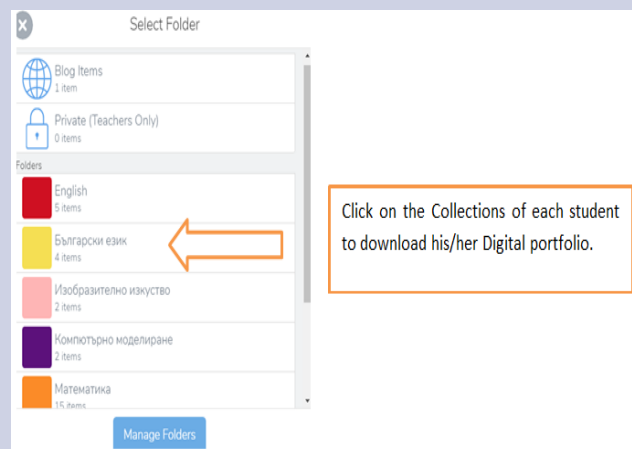 Select Folder
Blog Items
1 item
Private (Teachers Only)
0 items
Folders
English
5 items
Български език
4 items
Изобразително изкуство
2 items
Компютърно моделиране
2 items
Математика
15 items
Manage Folders
Click on the Collections of each student
to download his/her Digital portfolio.